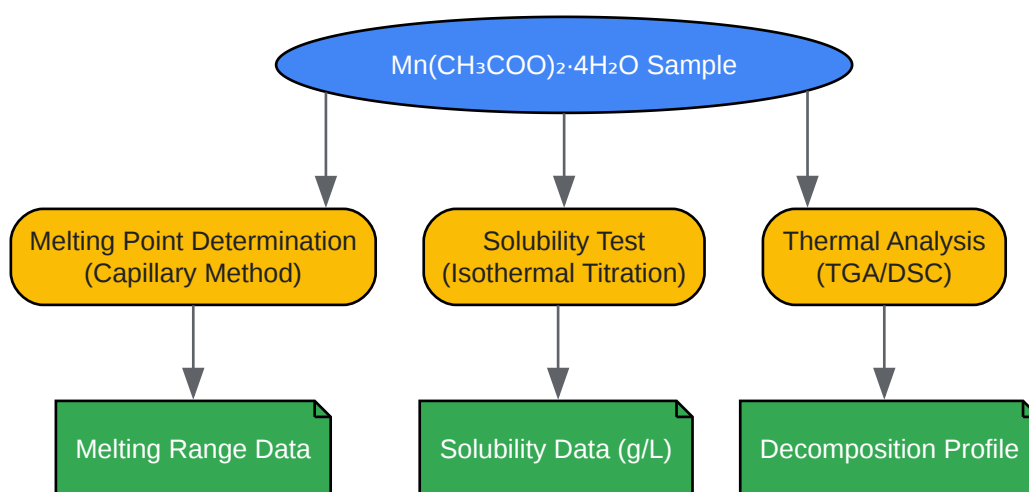 Mn(CH₃COO)₂·4H₂O Sample
Melting Point Determination
(Capillary Method)
Solubility Test
(Isothermal Titration)
Thermal Analysis
(TGA/DSC)
Melting Range Data
Solubility Data (g/L)
Decomposition Profile